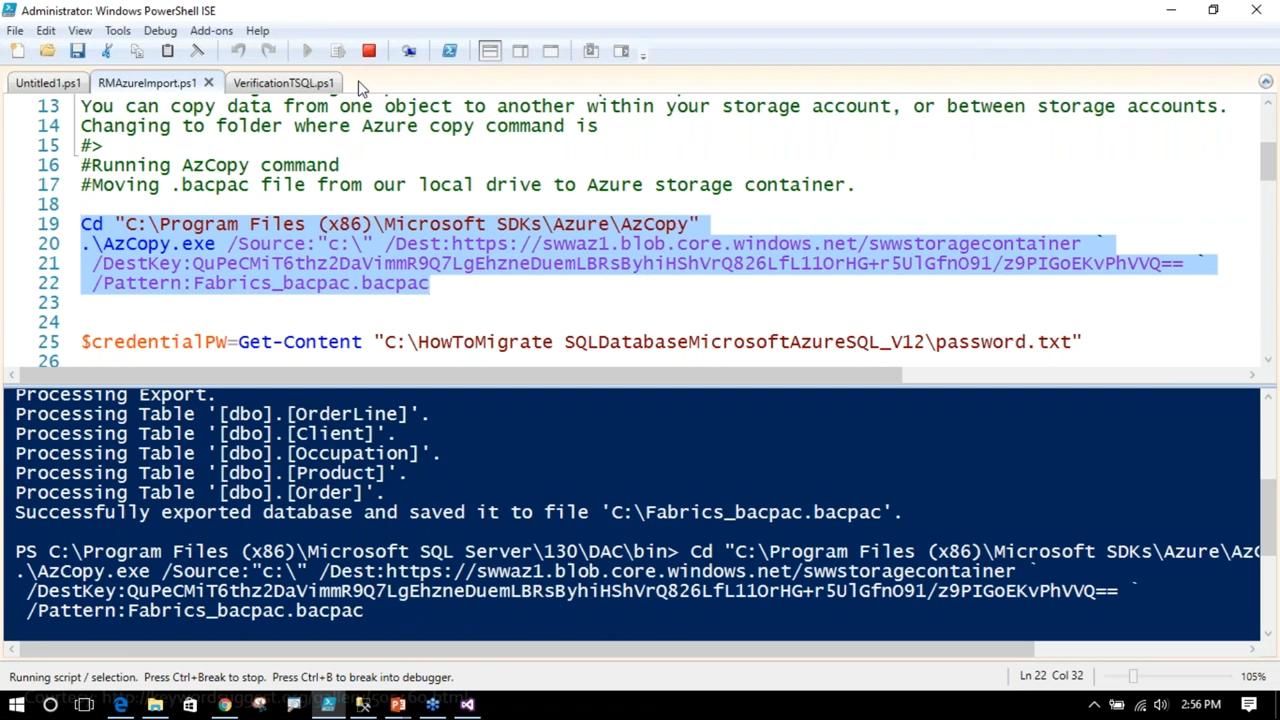 Administrator: Windows PowerShell ISE
File Edit View Tools Debug Add-ons Help
Untitled1.ps1 RMAzureImport.ps1 VerificationTSQL.ps1
13 You can copy data from one object to another within your storage account, or between storage accounts.
14 Changing to folder where Azure copy command is
15 #>
16 #Running AzCopy command
17 #Moving .bacpac file from our local drive to Azure storage container.
18
19 Cd "C:\Program Files (x86)\Microsoft SDKs\Azure\AzCopy"
20 .\AzCopy.exe /Source:"c:\" /Dest:https://swwaz1.blob.core.windows.net/swwstoragecontainer `
21 /DestKey:QuPeCMiT6thz2DaVimmR9Q7LgEhzneDuemLBRsByhiHShVrQ826LfL11OrHG+r5UlGfnO91/z9PIGoEKvPhVVQ== `
22 /Pattern:Fabrics_bacpac.bacpac
23
24
25 $credentialPW=Get-Content "C:\HowToMigrate SQLDatabaseMicrosoftAzureSQL_V12\password.txt"
26
Processing Export.
Processing Table '[dbo].[OrderLine]'.
Processing Table '[dbo].[Client]'.
Processing Table '[dbo].[Occupation]'.
Processing Table '[dbo].[Product]'.
Processing Table '[dbo].[Order]'.
Successfully exported database and saved it to file 'C:\Fabrics_bacpac.bacpac'.
PS C:\Program Files (x86)\Microsoft SQL Server\130\DAC\bin> Cd "C:\Program Files (x86)\Microsoft SDKs\Azure\AzC
.\AzCopy.exe /Source:"c:\" /Dest:https://swwaz1.blob.core.windows.net/swwstoragecontainer `
/DestKey:QuPeCMiT6thz2DaVimmR9Q7LgEhzneDuemLBRsByhiHShVrQ826LfL11OrHG+r5UlGfnO91/z9PIGoEKvPhVVQ== `
/Pattern:Fabrics_bacpac.bacpac
Running script / selection. Press Ctrl+Break to stop. Press Ctrl+B to break into debugger. Ln 22 Col 32 105%
2:56 PM